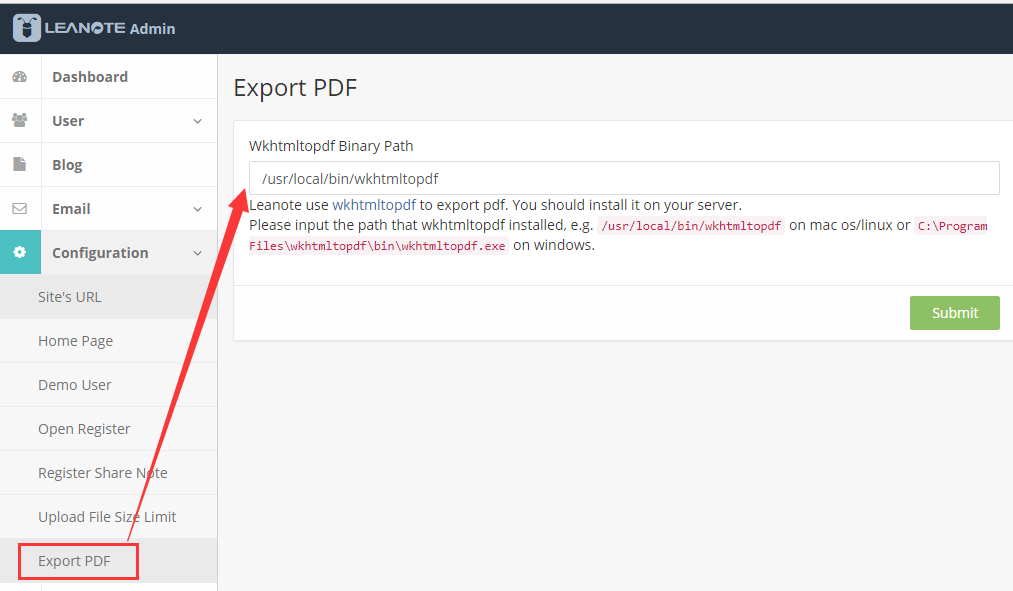 LEANOTE Admin
Dashboard
User
Blog
Email
Configuration
Site's URL
Home Page
Demo User
Open Register
Register Share Note
Upload File Size Limit
Export PDF
Export PDF
Wkhtmltopdf Binary Path
/usr/local/bin/wkhtmltopdf
Leanote use wkhtmltopdf to export pdf. You should install it on your server.
Please input the path that wkhtmltopdf installed, e.g. /usr/local/bin/wkhtmltopdf on mac os/linux or C:\Program
Files\wkhtmltopdf\bin\wkhtmltopdf.exe on windows.
Submit